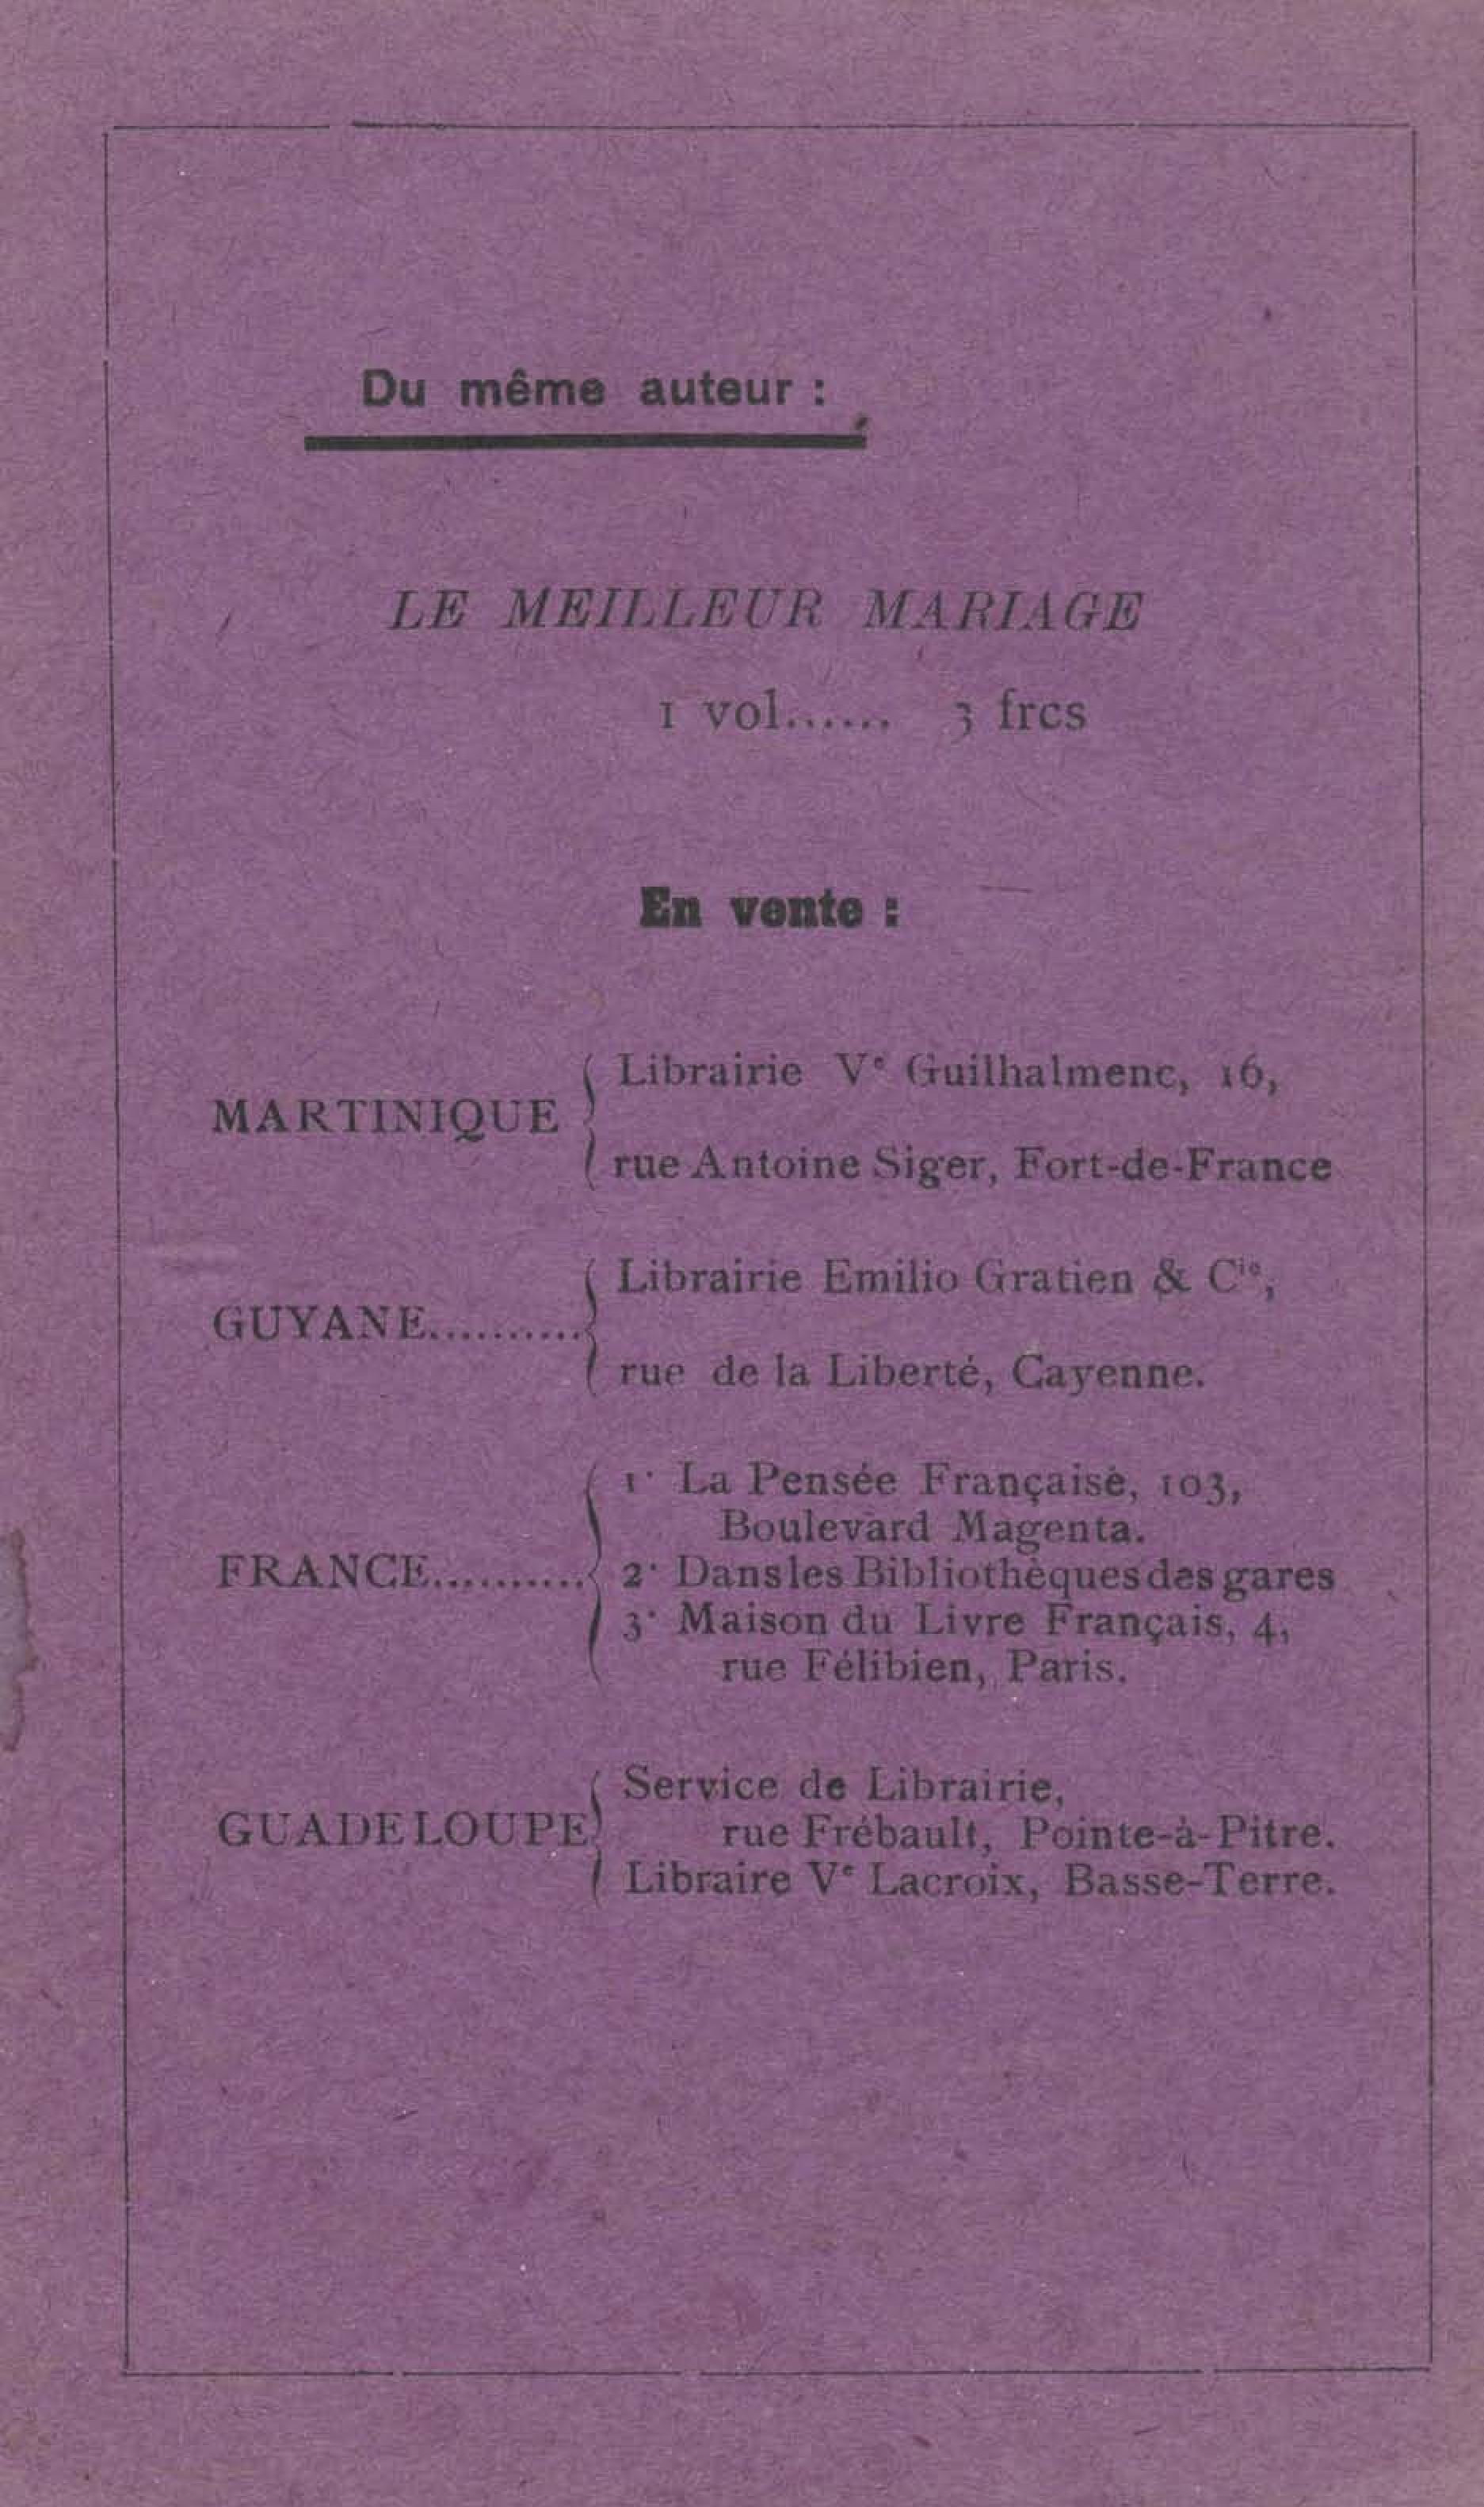 Du même auteur :
LE MEILLEUR MARIAGE
1 vol...... 3 frcs
En vente :
MARTINIQUE
Librairie Ve Guilhalmenc, 16,
rue Antoine Siger, Fort-de-France
GUYANE..........
Librairie Emilio Gratien & Cie,
rue de la Liberté, Cayenne.
FRANCE..........
1° La Pensée Française, 103,
Boulevard Magenta.
2° Dans les Bibliothèques des gares
3° Maison du Livre Français, 4,
rue Félibien, Paris.
GUADELOUPE
Service de Librairie,
rue Frébault, Pointe-à-Pitre.
Libraire Ve Lacroix, Basse-Terre.